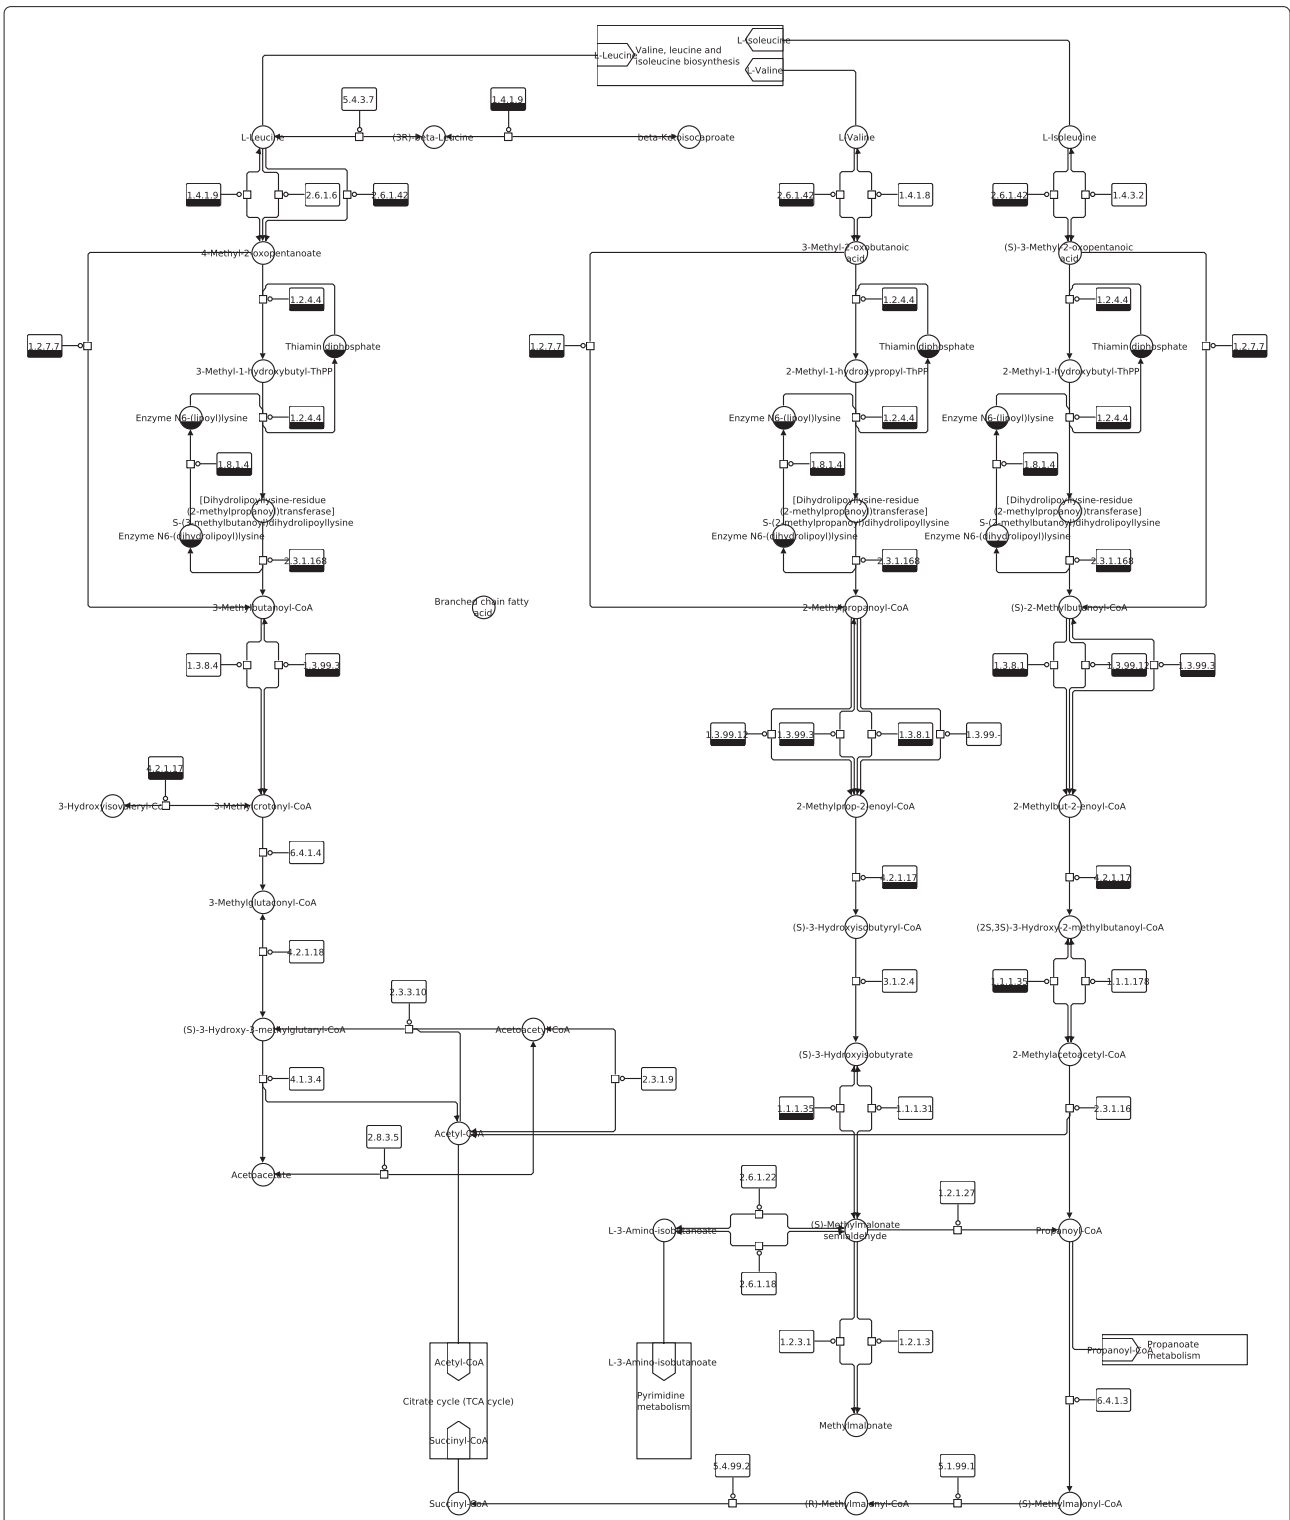 L-Isoleucine
L-Leucine
Valine, leucine and
isoleucine biosynthesis
L-Valine
5.4.3.7
1.4.1.9
L-Leucine
(3R)-beta-Leucine
beta-Ketoisocaproate
L-Valine
L-Isoleucine
1.4.1.9
2.6.1.6
2.6.1.42
2.6.1.42
1.4.1.8
2.6.1.42
1.4.3.2
4-Methyl-2-oxopentanoate
3-Methyl-2-oxobutanoic
acid
(S)-3-Methyl-2-oxopentanoic
acid
1.2.4.4
1.2.4.4
1.2.4.4
1.2.7.7
Thiamin diphosphate
1.2.7.7
Thiamin diphosphate
Thiamin diphosphate
1.2.7.7
3-Methyl-1-hydroxybutyl-ThPP
2-Methyl-1-hydroxypropyl-ThPP
2-Methyl-1-hydroxybutyl-ThPP
Enzyme N6-(lipoyl)lysine
1.2.4.4
Enzyme N6-(lipoyl)lysine
1.2.4.4
Enzyme N6-(lipoyl)lysine
1.2.4.4
1.8.1.4
1.8.1.4
1.8.1.4
[Dihydrolipoyllysine-residue
(2-methylpropanoyl)transferase]
S-(3-methylbutanoyl)dihydrolipoyllysine
Enzyme N6-(dihydrolipoyl)lysine
[Dihydrolipoyllysine-residue
(2-methylpropanoyl)transferase]
S-(2-methylpropanoyl)dihydrolipoyllysine
Enzyme N6-(dihydrolipoyl)lysine
[Dihydrolipoyllysine-residue
(2-methylpropanoyl)transferase]
S-(2-methylbutanoyl)dihydrolipoyllysine
Enzyme N6-(dihydrolipoyl)lysine
2.3.1.168
2.3.1.168
2.3.1.168
3-Methylbutanoyl-CoA
Branched chain fatty
acid
2-Methylpropanoyl-CoA
(S)-2-Methylbutanoyl-CoA
1.3.8.4
1.3.99.3
1.3.8.1
1.3.99.12
1.3.99.3
1.3.99.12
1.3.99.3
1.3.8.1
1.3.99.-
4.2.1.17
3-Hydroxyisovaleryl-CoA
3-Methylcrotonyl-CoA
2-Methylprop-2-enoyl-CoA
2-Methylbut-2-enoyl-CoA
6.4.1.4
4.2.1.17
4.2.1.17
3-Methylglutaconyl-CoA
(S)-3-Hydroxyisobutyryl-CoA
(2S,3S)-3-Hydroxy-2-methylbutanoyl-CoA
4.2.1.18
3.1.2.4
1.1.1.35
1.1.1.178
2.3.3.10
(S)-3-Hydroxy-3-methylglutaryl-CoA
Acetoacetyl-CoA
(S)-3-Hydroxyisobutyrate
2-Methylacetoacetyl-CoA
4.1.3.4
2.3.1.9
1.1.1.35
1.1.1.31
2.3.1.16
Acetyl-CoA
2.8.3.5
Acetoacetate
2.6.1.22
1.2.1.27
L-3-Amino-isobutanoate
(S)-Methylmalonate
semialdehyde
Propanoyl-CoA
2.6.1.18
1.2.3.1
1.2.1.3
Acetyl-CoA
L-3-Amino-isobutanoate
Propanoyl-CoA
Propanoate
metabolism
Citrate cycle (TCA cycle)
Pyrimidine
metabolism
6.4.1.3
Succinyl-CoA
Methylmalonate
5.4.99.2
5.1.99.1
Succinyl-CoA
(R)-Methylmalonyl-CoA
(S)-Methylmalonyl-CoA